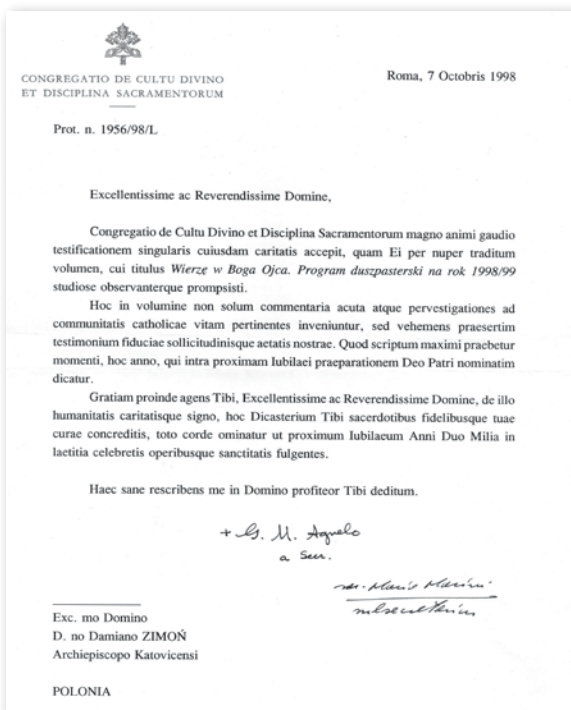 CONGREGATIO DE CULTU DIVINO
ET DISCIPLINA SACRAMENTORUM
Roma, 7 Octobris 1998
Prot. n. 1956/98/L
Excellentissime ac Reverendissime Domine,
Congregatio de Cultu Divino et Disciplina Sacramentorum magno animi gaudio
testificationem singularis cuiusdam caritatis accepit, quam Ei per nuper traditum
volumen, cui titulus Wierzę w Boga Ojca. Program duszpasterski na rok 1998/99
studiose observanterque prompsisti.
Hoc in volumine non solum commentaria acuta atque pervestigationes ad
communitatis catholicae vitam pertinentes inveniuntur, sed vehemens praesertim
testimonium fiduciae sollicitudinisque aetatis nostrae. Quod scriptum maximi praebetur
momenti, hoc anno, qui intra proximam Iubilaei praeparationem Deo Patri nominatim
dicatur.
Gratiam proinde agens Tibi, Excellentissime ac Reverendissime Domine, de illo
humanitatis caritatisque signo, hoc Dicasterium Tibi sacerdotibus fidelibusque tuae
curae concreditis, toto corde ominatur ut proximum Iubilaeum Anni Duo Milia in
laetitia celebretis operibusque sanctitatis fulgentes.
Haec sane rescribens me in Domino profiteor Tibi deditum.
+ G. M. Agnelo
a Secr.
Mario Marini
Exc. mo Domino
D. no Damiano ZIMOŃ
Archiepiscopo Katovicensi
POLONIA